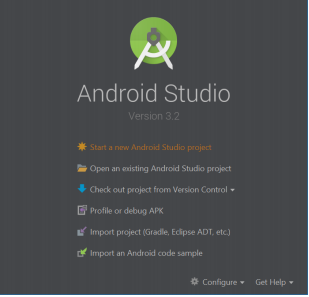 Android Studio
Version 3.2
Start a new Android Studio project
Open an existing Android Studio project
Check out project from Version Control
Profile or debug APK
Import project (Gradle, Eclipse ADT, etc.)
Import an Android code sample
Configure Get Help